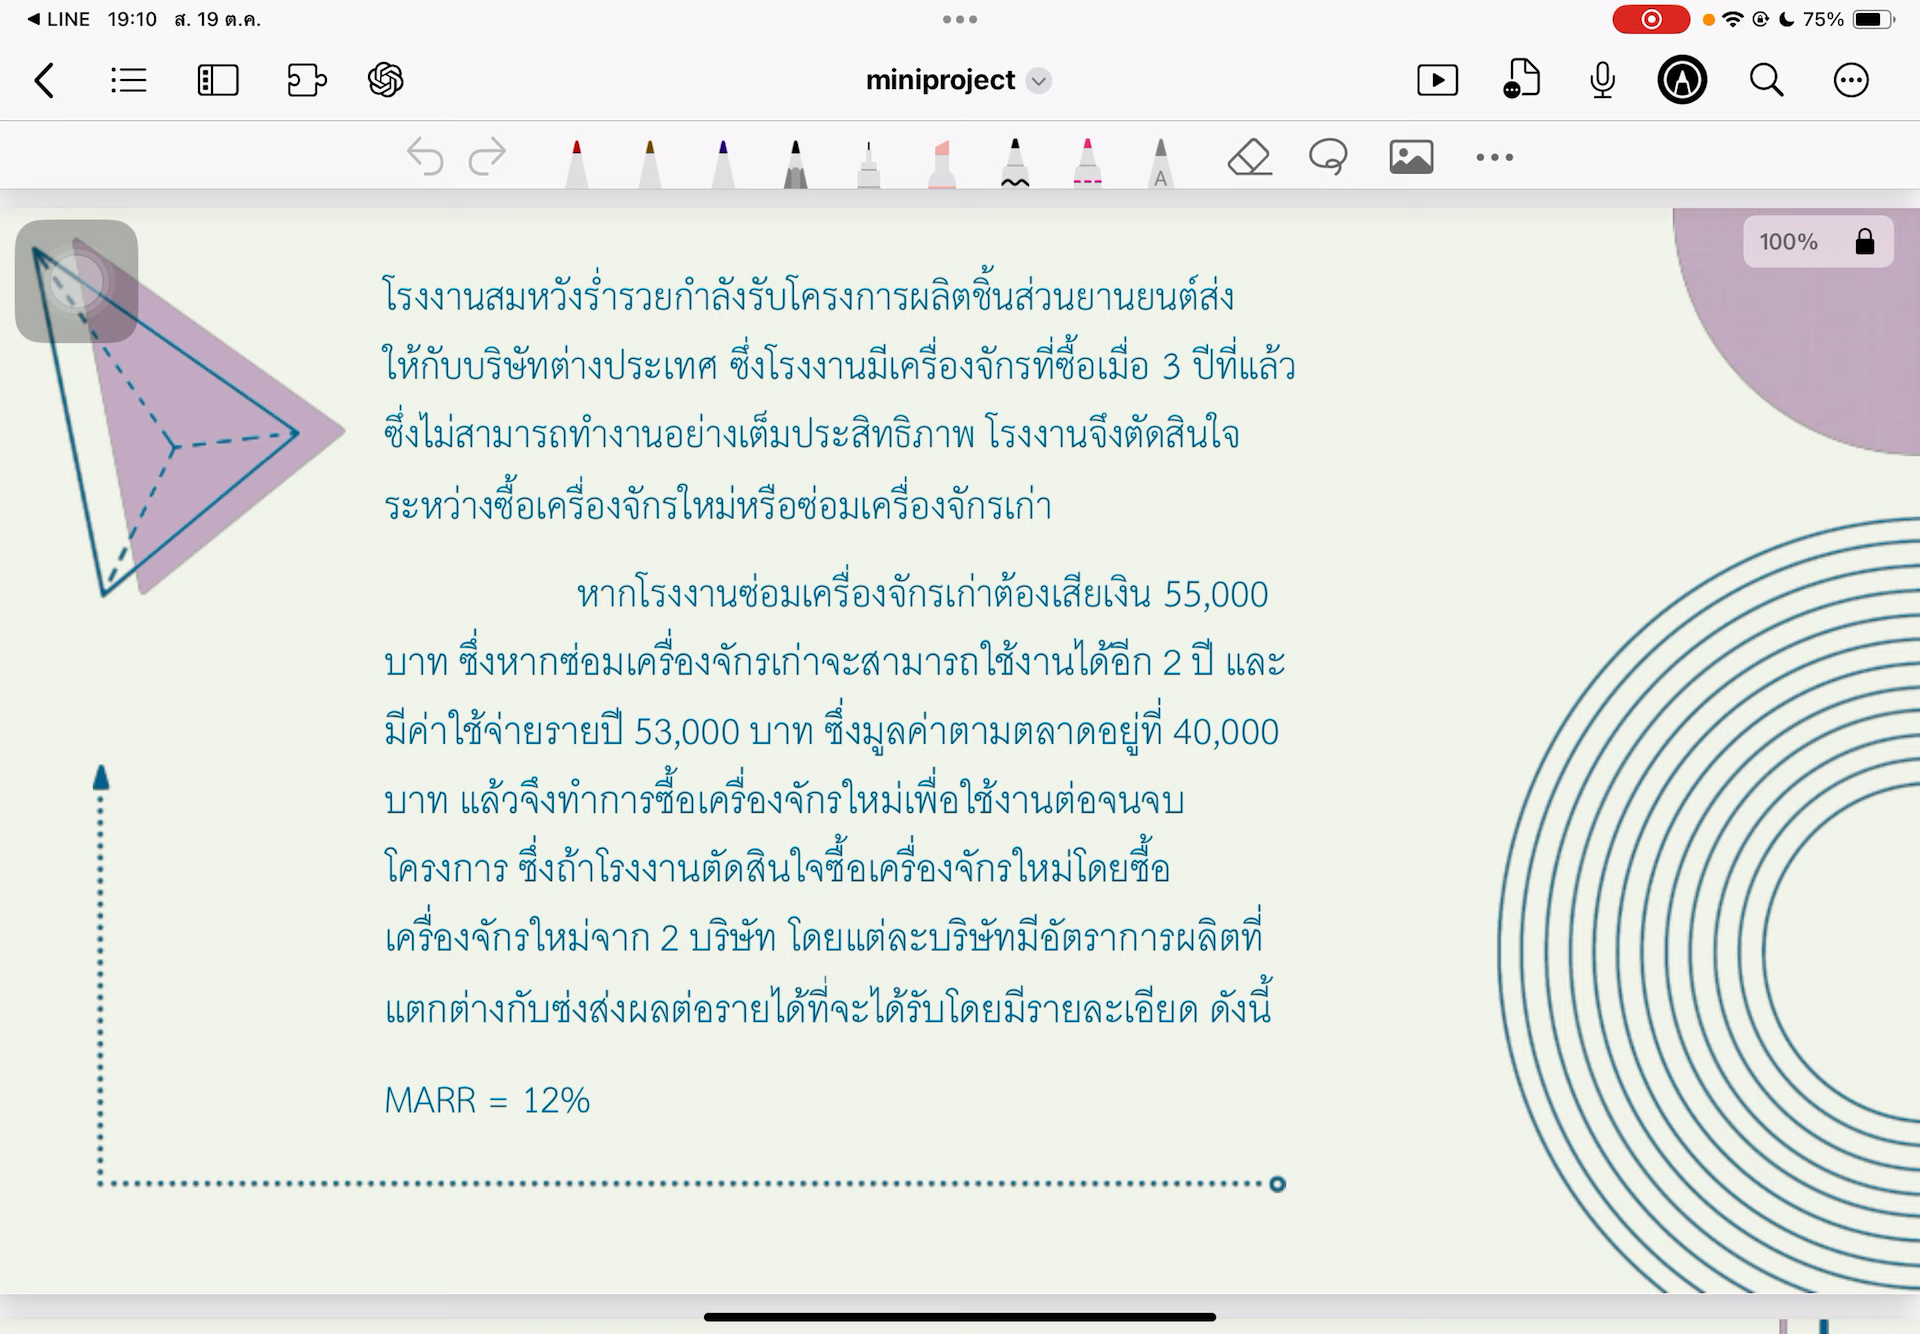 LINE 19:10 ส. 19 ต.ค.
75%
miniproject
A
100%
โรงงานสมหวังร่ำรวยกำลังรับโครงการผลิตชิ้นส่วนยานยนต์ส่ง
ให้กับบริษัทต่างประเทศ ซึ่งโรงงานมีเครื่องจักรที่ซื้อเมื่อ 3 ปีที่แล้ว
ซึ่งไม่สามารถทำงานอย่างเต็มประสิทธิภาพ โรงงานจึงตัดสินใจ
ระหว่างซื้อเครื่องจักรใหม่หรือซ่อมเครื่องจักรเก่า
หากโรงงานซ่อมเครื่องจักรเก่าต้องเสียเงิน 55,000
บาท ซึ่งหากซ่อมเครื่องจักรเก่าจะสามารถใช้งานได้อีก 2 ปี และ
มีค่าใช้จ่ายรายปี 53,000 บาท ซึ่งมูลค่าตามตลาดอยู่ที่ 40,000
บาท แล้วจึงทำการซื้อเครื่องจักรใหม่เพื่อใช้งานต่อจนจบ
โครงการ ซึ่งถ้าโรงงานตัดสินใจซื้อเครื่องจักรใหม่โดยซื้อ
เครื่องจักรใหม่จาก 2 บริษัท โดยแต่ละบริษัทมีอัตราการผลิตที่
แตกต่างกับซ่งส่งผลต่อรายได้ที่จะได้รับโดยมีรายละเอียด ดังนี้
MARR = 12%